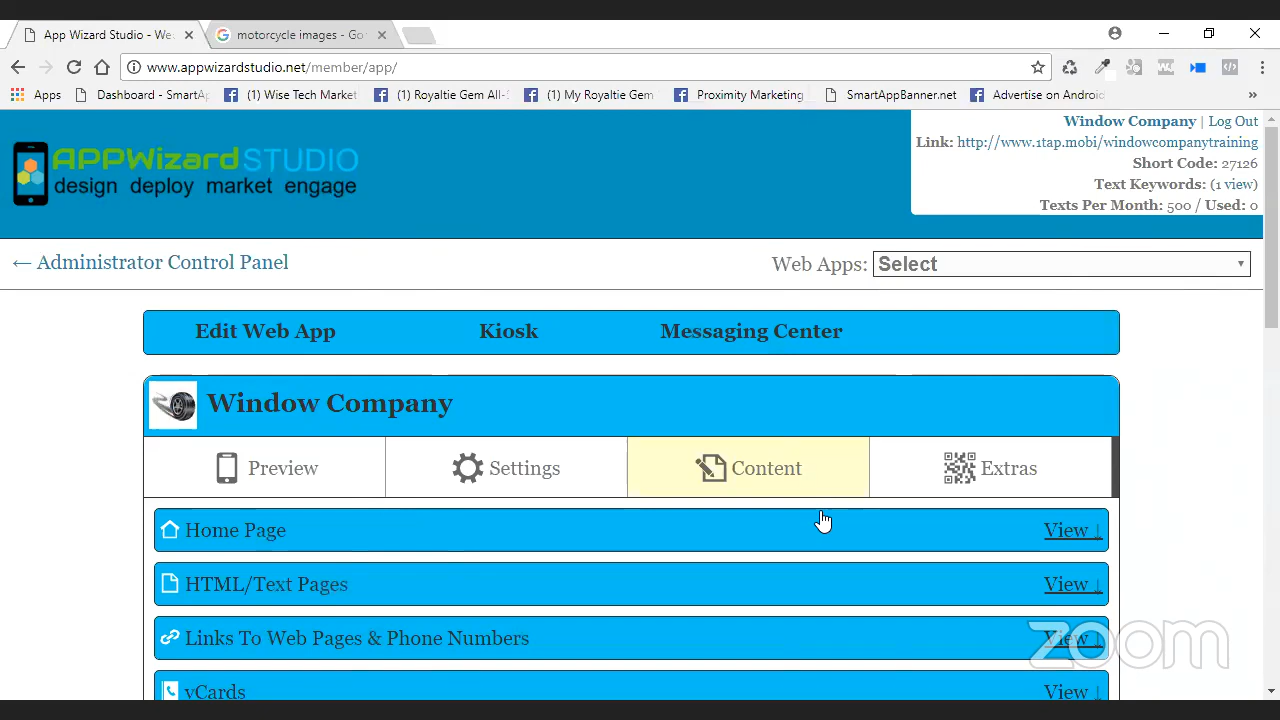 App Wizard Studio - We
motorcycle images - Go
www.appwizardstudio.net/member/app/
Apps
Dashboard - SmartA
(1) Wise Tech Market
(1) Royaltie Gem All-
(1) My Royaltie Gem
Proximity Marketing
SmartAppBanner.net
Advertise on Android
»
APPWizard STUDIO
design deploy market engage
Window Company | Log Out
Link: http://www.1tap.mobi/windowcompanytraining
Short Code: 27126
Text Keywords: (1 view)
Texts Per Month: 500 / Used: 0
← Administrator Control Panel
Web Apps: Select
Edit Web App
Kiosk
Messaging Center
Window Company
Preview
Settings
Content
Extras
Home Page
View ↓
HTML/Text Pages
View ↓
Links To Web Pages & Phone Numbers
View ↓
vCards
View ↓
zoom